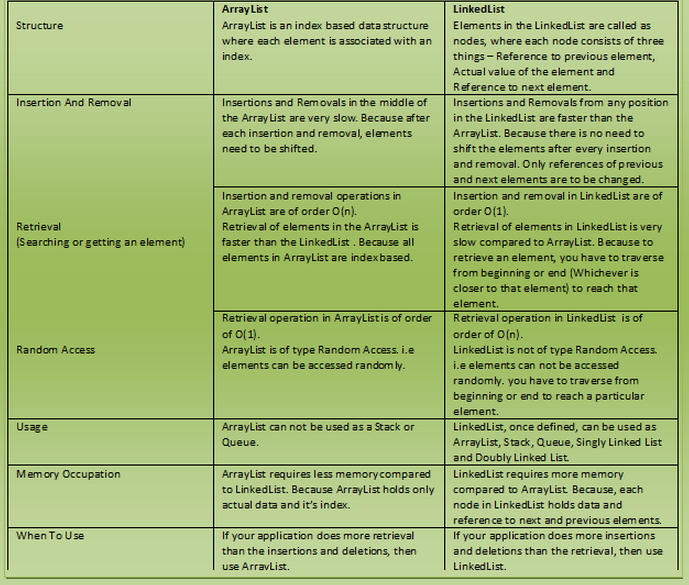 ArrayList LinkedList
Structure
ArrayList is an index based data structure
where each element is associated with an
index.
Elements in the LinkedList are called as
nodes, where each node consists of three
things – Reference to previous element,
Actual value of the element and
Reference to next element.
Insertion And Removal
Insertions and Removals in the middle of
the ArrayList are very slow. Because after
each insertion and removal, elements
need to be shifted.
Insertions and Removals from any position
in the LinkedList are faster than the
ArrayList. Because there is no need to
shift the elements after every insertion
and removal. Only references of previous
and next elements are to be changed.
Insertion and removal operations in
ArrayList are of order O(n).
Insertion and removal in LinkedList are of
order O(1).
Retrieval
(Searching or getting an element)
Retrieval of elements in the ArrayList is
faster than the LinkedList . Because all
elements in ArrayList are index based.
Retrieval of elements in LinkedList is very
slow compared to ArrayList. Because to
retrieve an element, you have to traverse
from beginning or end (Whichever is
closer to that element) to reach that
element.
Retrieval operation in ArrayList is of order
of O(1).
Retrieval operation in LinkedList is of
order of O(n).
Random Access
ArrayList is of type Random Access. i.e
elements can be accessed randomly.
LinkedList is not of type Random Access.
i.e elements can not be accessed
randomly. you have to traverse from
beginning or end to reach a particular
element.
Usage
ArrayList can not be used as a Stack or
Queue.
LinkedList, once defined, can be used as
ArrayList, Stack, Queue, Singly Linked List
and Doubly Linked List.
Memory Occupation
ArrayList requires less memory compared
to LinkedList. Because ArrayList holds only
actual data and it's index.
LinkedList requires more memory
compared to ArrayList. Because, each
node in LinkedList holds data and
reference to next and previous elements.
When To Use
If your application does more retrieval
than the insertions and deletions, then
use ArrayList.
If your application does more insertions
and deletions than the retrieval, then use
LinkedList.